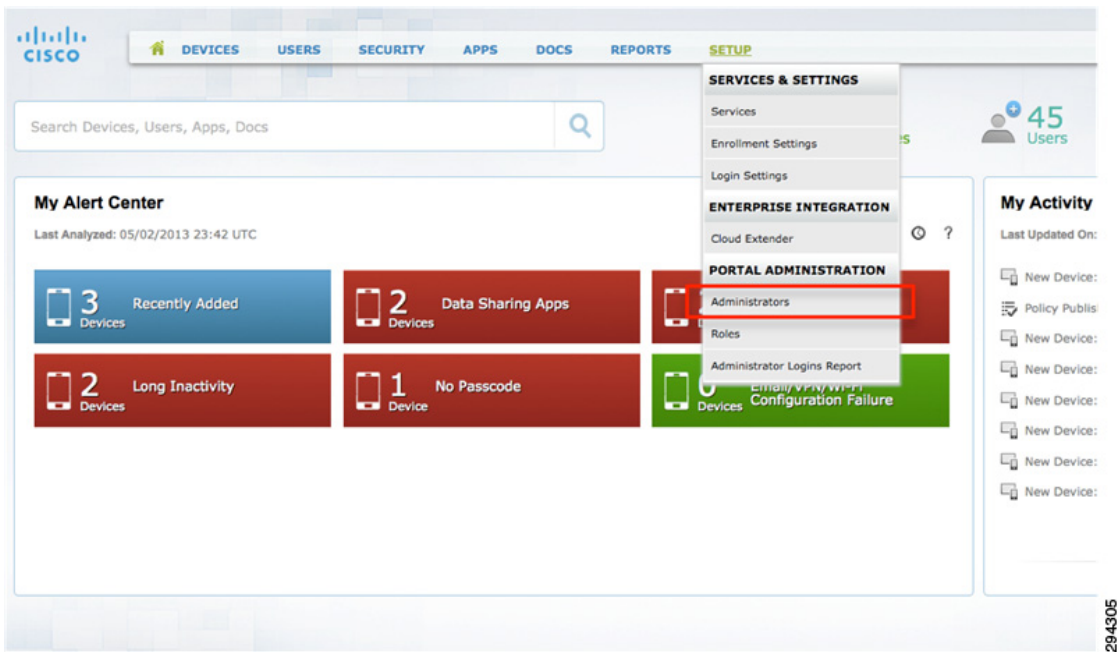 CISCO
DEVICES USERS SECURITY APPS DOCS REPORTS SETUP
SERVICES & SETTINGS
Services
Enrollment Settings
Login Settings
ENTERPRISE INTEGRATION
Cloud Extender
PORTAL ADMINISTRATION
Administrators
Roles
Administrator Logins Report
Search Devices, Users, Apps, Docs
45
Users
My Alert Center
Last Analyzed: 05/02/2013 23:42 UTC
?
3
Devices
Recently Added
2
Devices
Data Sharing Apps
2
Devices
Long Inactivity
1
Device
No Passcode
Devices
Configuration Failure
My Activity
Last Updated On:
New Device:
Policy Publis
New Device:
New Device:
New Device:
New Device:
New Device:
New Device:
294305